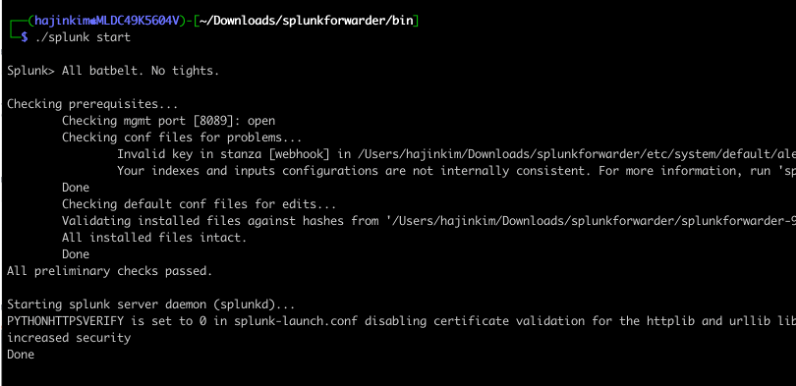 (hajinkim●MLDC49K5604V)-[~/Downloads/splunkforwarder/bin]
$ ./splunk start
Splunk> All batbelt. No tights.
Checking prerequisites...
Checking mgmt port [8089]: open
Checking conf files for problems...
Invalid key in stanza [webhook] in /Users/hajinkim/Downloads/splunkforwarder/etc/system/default/ale
Your indexes and inputs configurations are not internally consistent. For more information, run 'sp
Done
Checking default conf files for edits...
Validating installed files against hashes from '/Users/hajinkim/Downloads/splunkforwarder/splunkforwarder-9
All installed files intact.
Done
All preliminary checks passed.
Starting splunk server daemon (splunkd)...
PYTHONHTTPSVERIFY is set to 0 in splunk-launch.conf disabling certificate validation for the httplib and urllib lib
increased security
Done